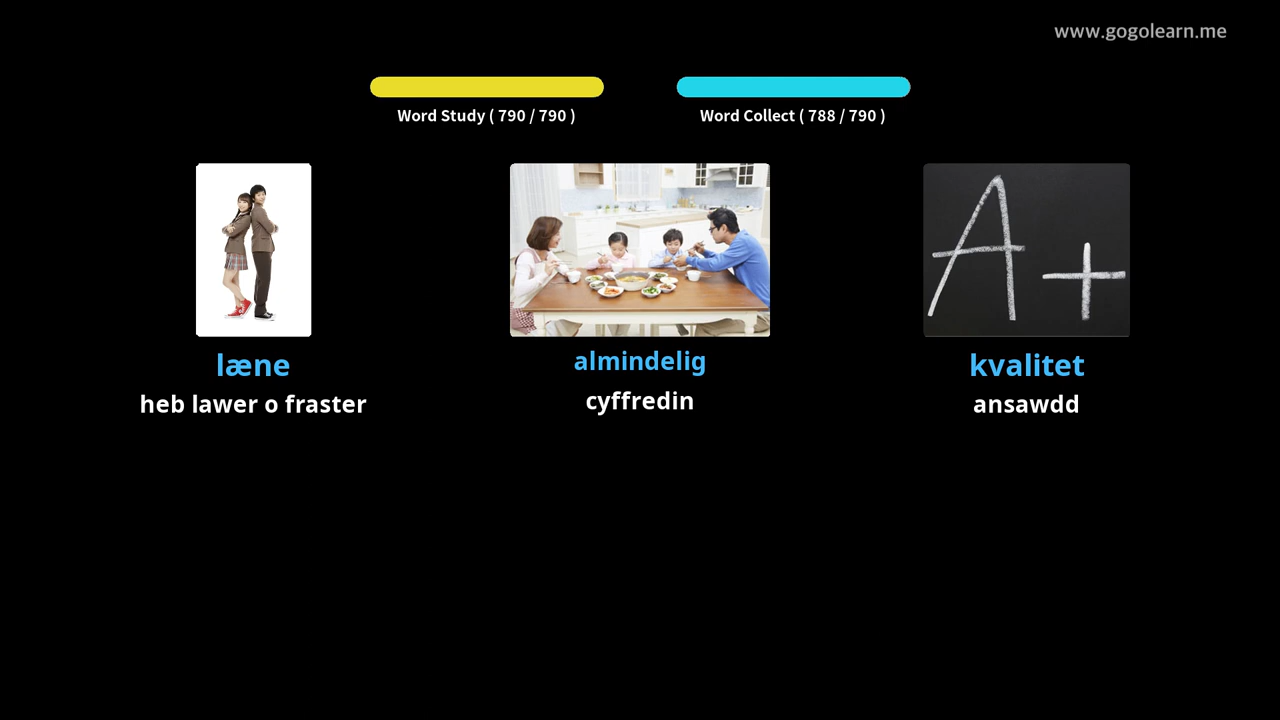 www.gogolearn.me
Word Study ( 790 / 790 )
Word Collect ( 788 / 790 )
A+
læne
almindelig
kvalitet
heb lawer o fraster
cyffredin
ansawdd